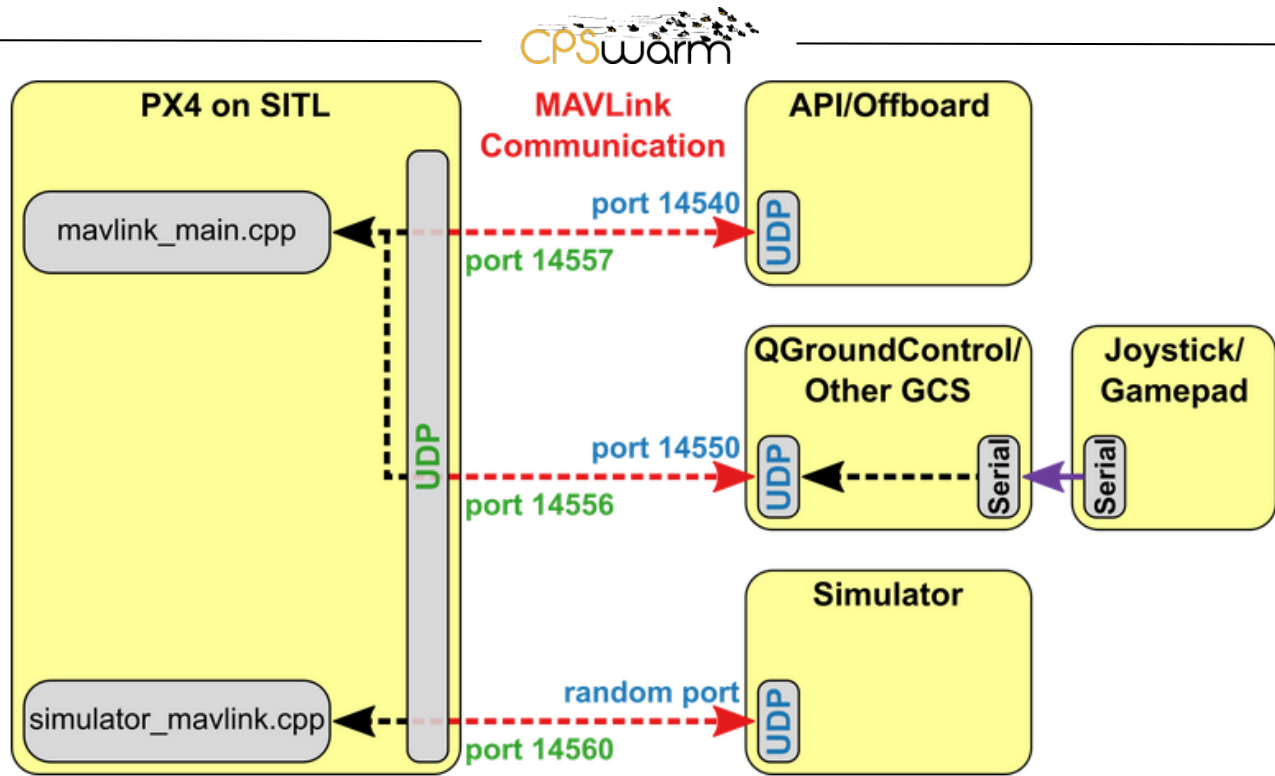 CPSwarm
PX4 on SITL
MAVLink
Communication
API/Offboard
mavlink_main.cpp
port 14540
port 14557
UDP
UDP
QGroundControl/
Other GCS
Joystick/
Gamepad
port 14550
port 14556
UDP
Serial
Serial
Simulator
simulator_mavlink.cpp
random port
port 14560
UDP